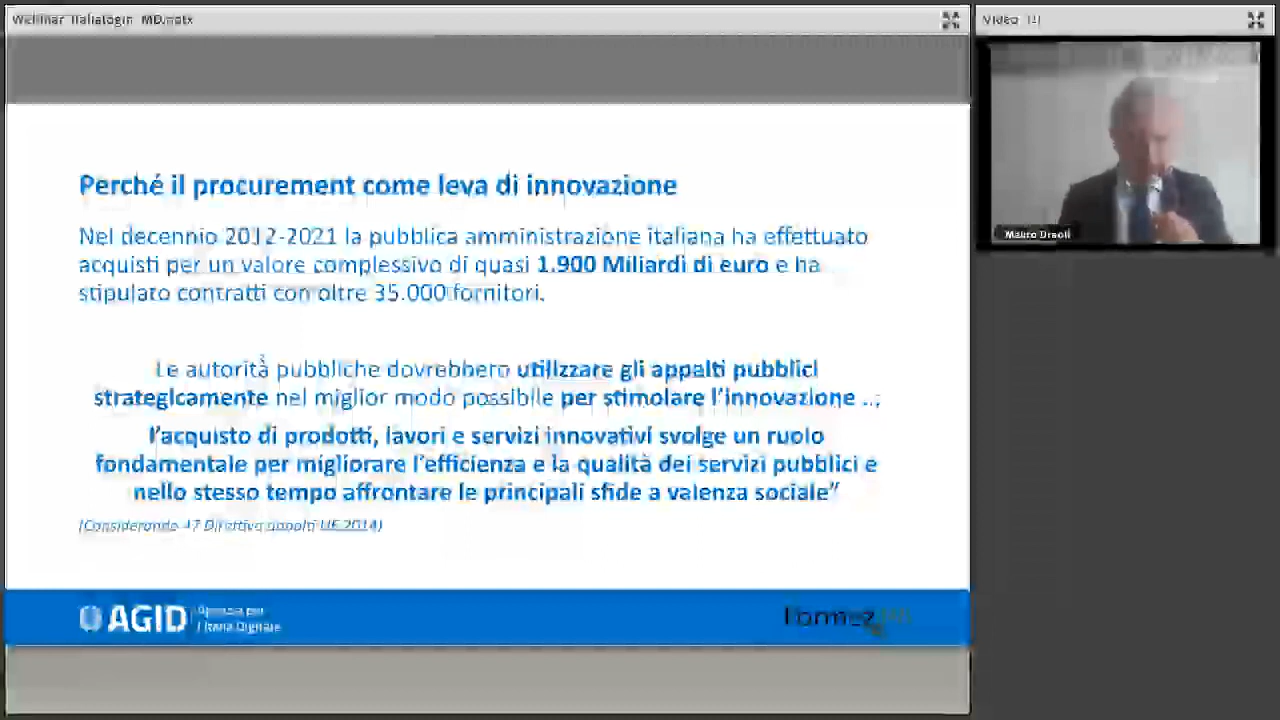 Webinar Italialogin MD.pptx
Video
Perché il procurement come leva di innovazione
Nel decennio 2012-2021 la pubblica amministrazione italiana ha effettuato
acquisti per un valore complessivo di quasi 1.900 Miliardi di euro e ha
stipulato contratti con oltre 35.000 fornitori.
Le autorità pubbliche dovrebbero utilizzare gli appalti pubblici
strategicamente nel miglior modo possibile per stimolare l'innovazione ..;
l'acquisto di prodotti, lavori e servizi innovativi svolge un ruolo
fondamentale per migliorare l'efficienza e la qualità dei servizi pubblici e
nello stesso tempo affrontare le principali sfide a valenza sociale”
(Considerando 47 Direttiva appalti UE 2014)
AGID
Agenzia per
l'Italia Digitale
Formez
Mauro Draoli